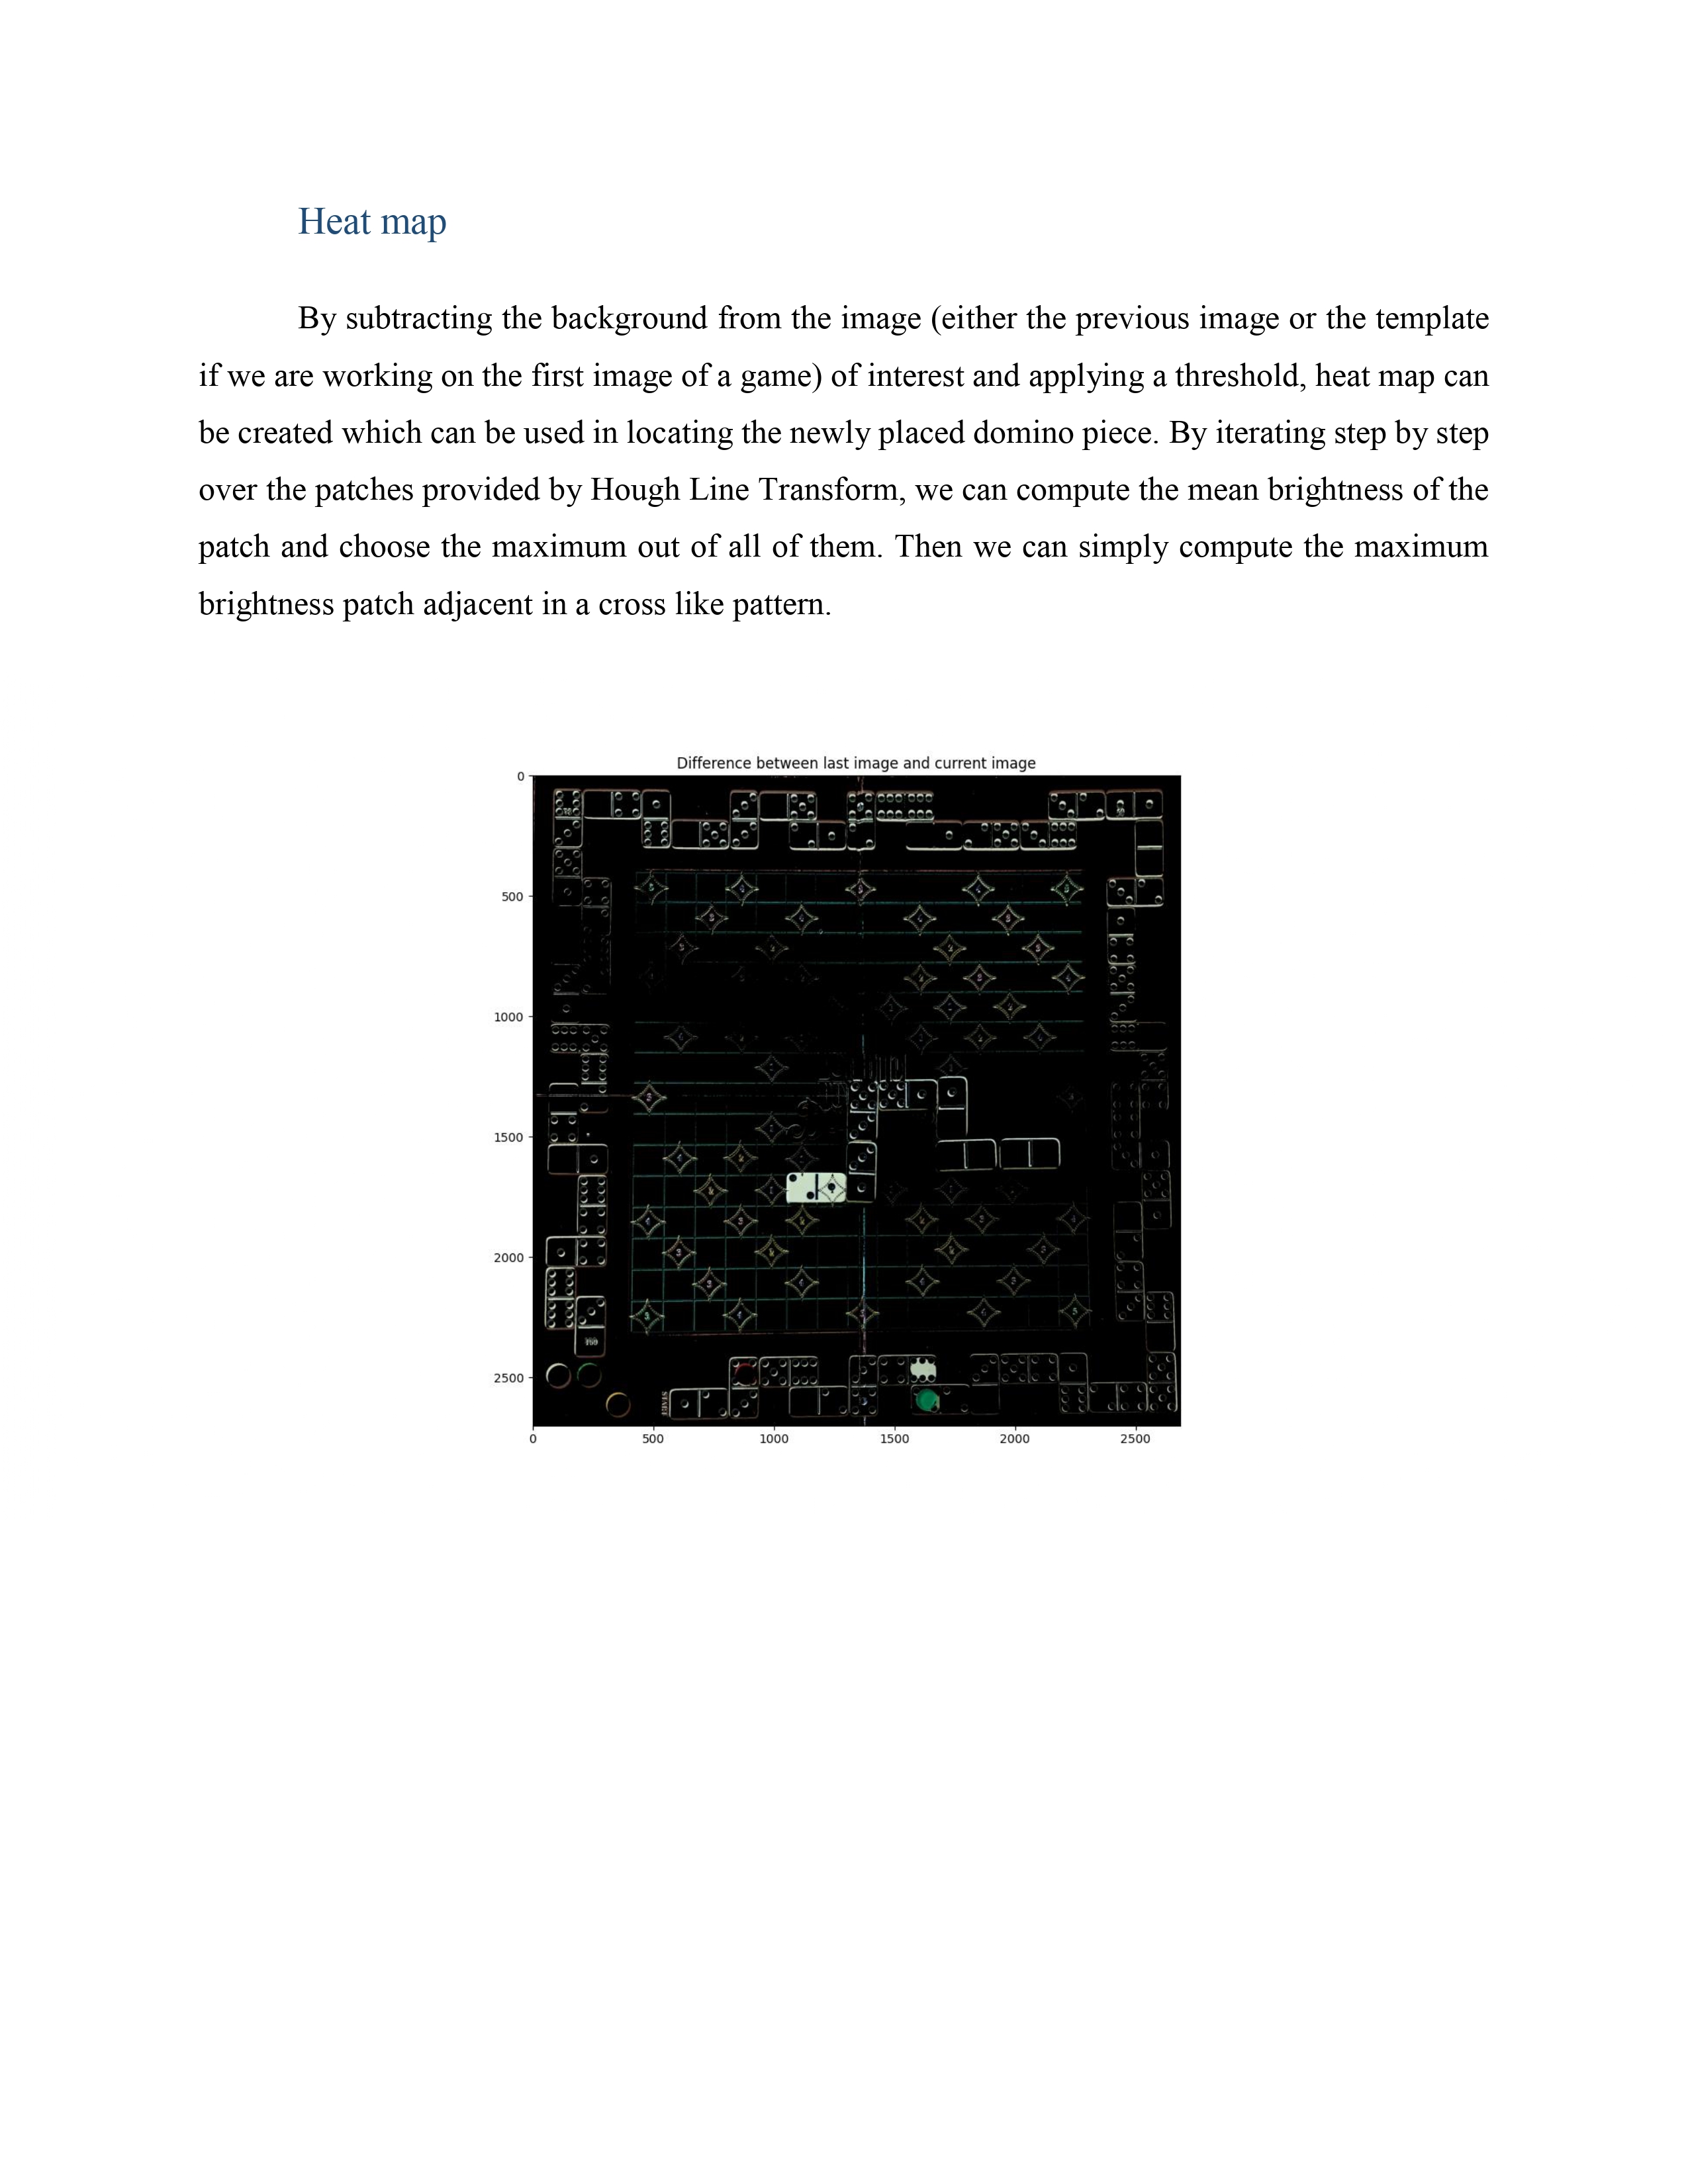 Heat map
By subtracting the background from the image (either the previous image or the template
if we are working on the first image of a game) of interest and applying a threshold, heat map can
be created which can be used in locating the newly placed domino piece. By iterating step by step
over the patches provided by Hough Line Transform, we can compute the mean brightness of the
patch and choose the maximum out of all of them. Then we can simply compute the maximum
brightness patch adjacent in a cross like pattern.
Difference between last image and current image
0
500
1000
1500
2000
2500
0 500 1000 1500 2000 2500